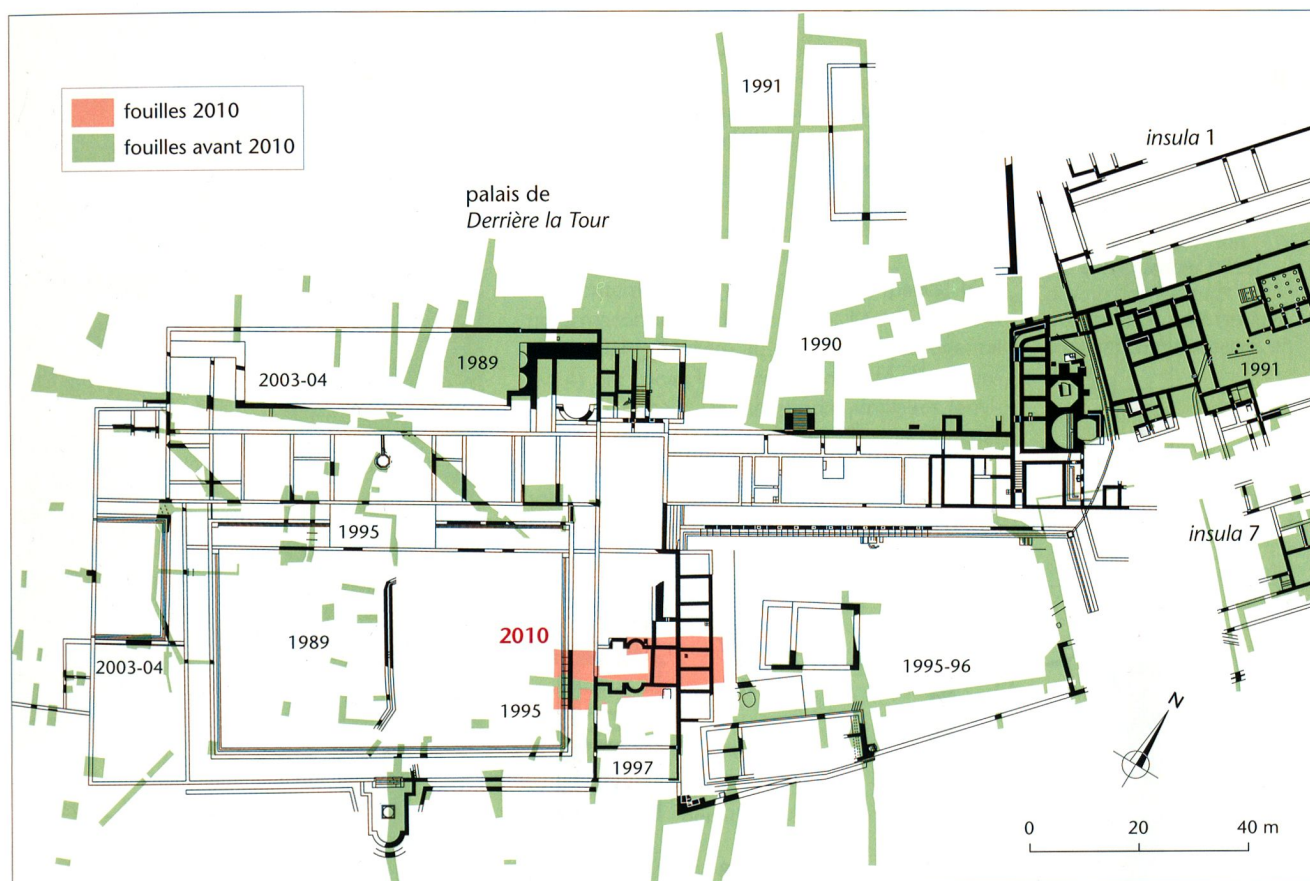 fouilles 2010
fouilles avant 2010
1991
insula 1
palais de
Derrière la Tour
1990
1989
2003-04
1991
1995
insula 7
2010
1989
2003-04
1995-96
1995
N
1997
0 20 40 m